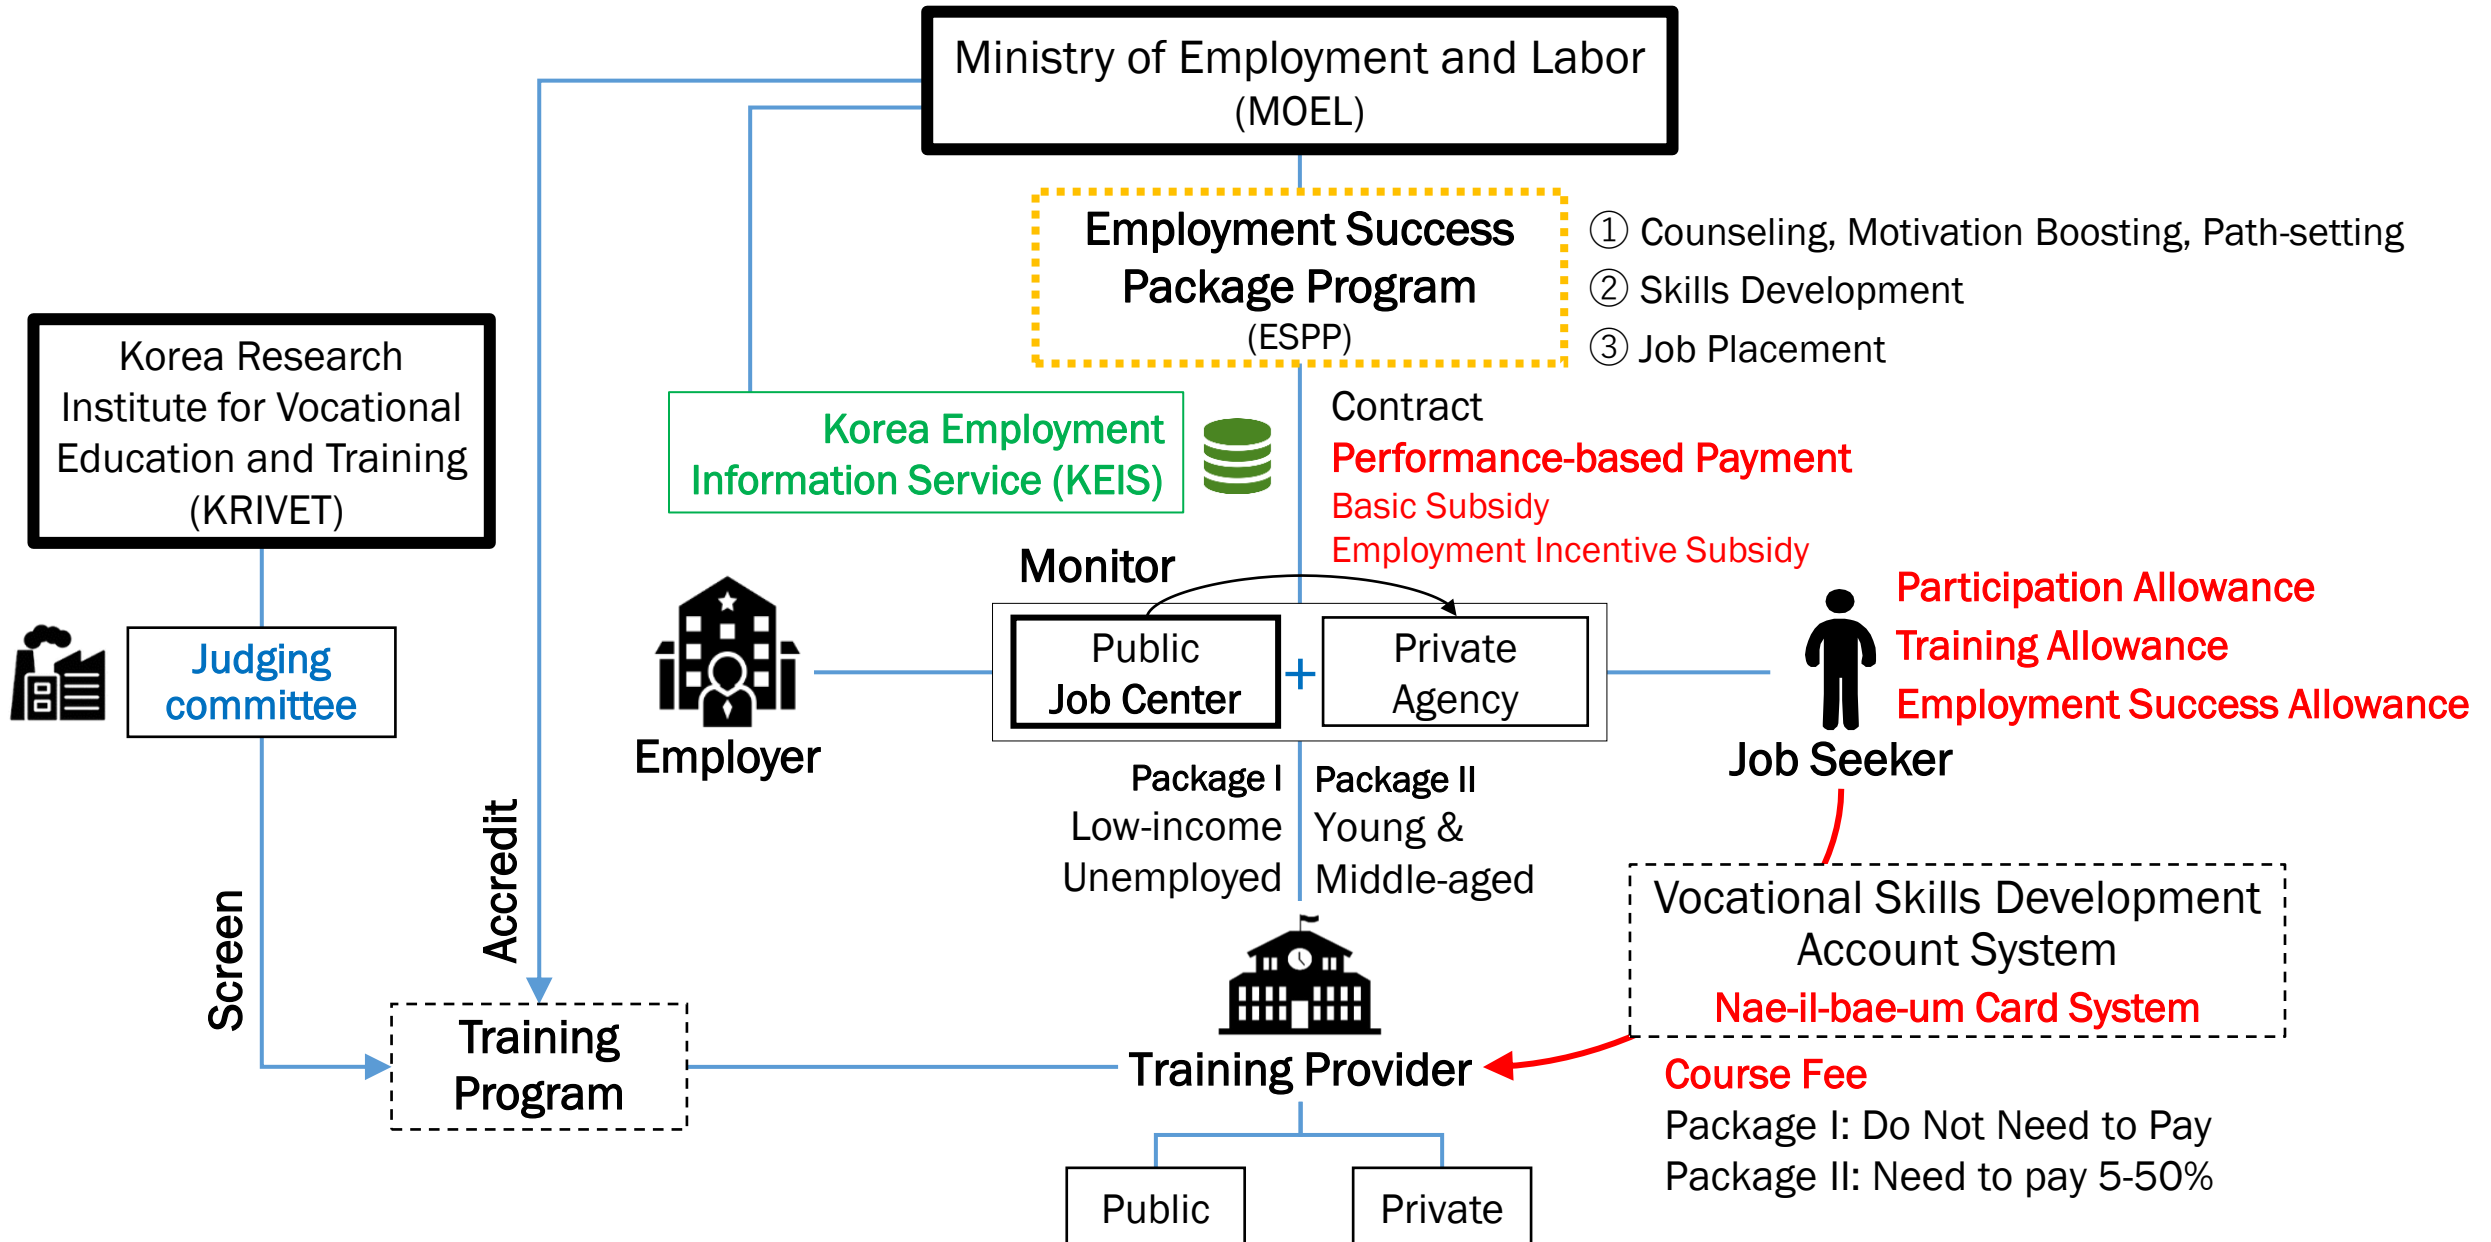 Ministry of Employment and Labor
(MOEL)
Employment Success
Package Program
(ESPP)
① Counseling, Motivation Boosting, Path-setting
② Skills Development
③ Job Placement
Korea Research
Institute for Vocational
Education and Training
(KRIVET)
Korea Employment
Information Service (KEIS)
Contract
Performance-based Payment
Basic Subsidy
Employment Incentive Subsidy
Monitor
Judging
committee
Employer
Public
Job Center
+
Private
Agency
Participation Allowance
Training Allowance
Employment Success Allowance
Job Seeker
Package I
Low-income
Unemployed
Package II
Young &
Middle-aged
Screen
Accredit
Vocational Skills Development
Account System
Nae-il-bae-um Card System
Training
Program
Training Provider
Course Fee
Package I: Do Not Need to Pay
Package II: Need to pay 5-50%
Public
Private